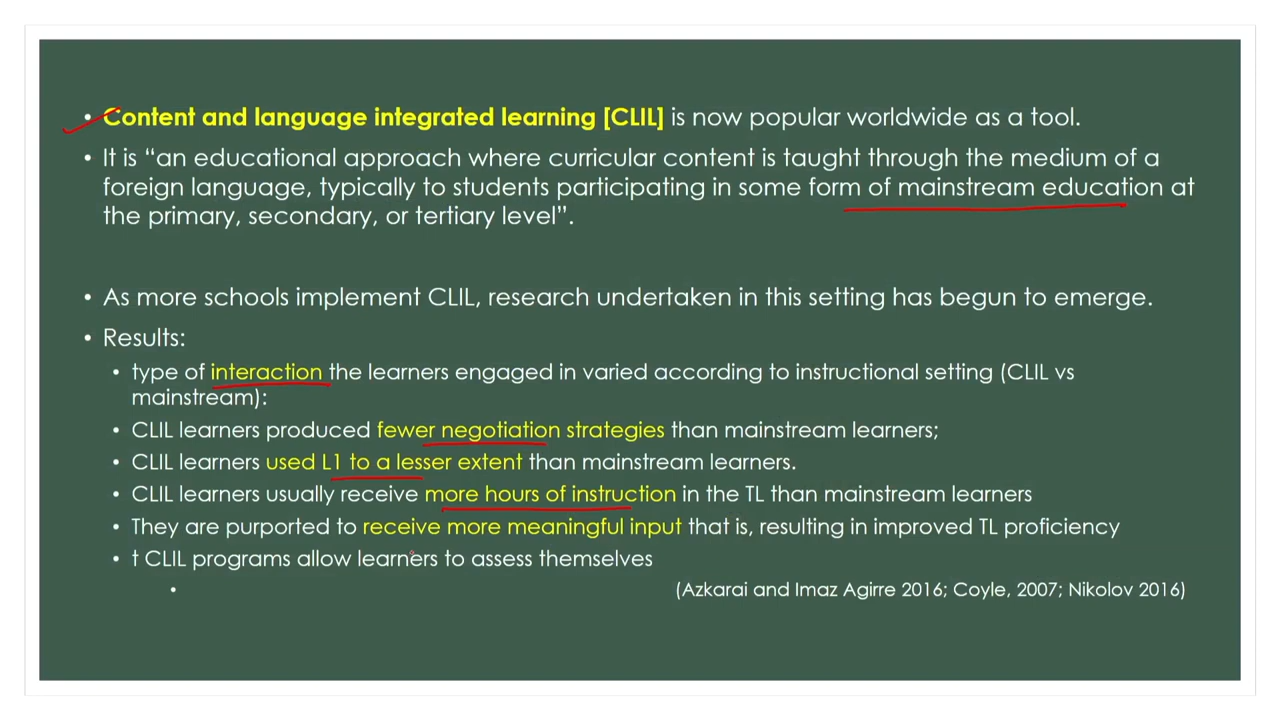 • Content and language integrated learning [CLIL] is now popular worldwide as a tool.
• It is “an educational approach where curricular content is taught through the medium of a
foreign language, typically to students participating in some form of mainstream education at
the primary, secondary, or tertiary level”.
• As more schools implement CLIL, research undertaken in this setting has begun to emerge.
• Results:
• type of interaction the learners engaged in varied according to instructional setting (CLIL vs
mainstream):
• CLIL learners produced fewer negotiation strategies than mainstream learners;
• CLIL learners used L1 to a lesser extent than mainstream learners.
• CLIL learners usually receive more hours of instruction in the TL than mainstream learners
• They are purported to receive more meaningful input that is, resulting in improved TL proficiency
• t CLIL programs allow learners to assess themselves
• (Azkarai and Imaz Agirre 2016; Coyle, 2007; Nikolov 2016)